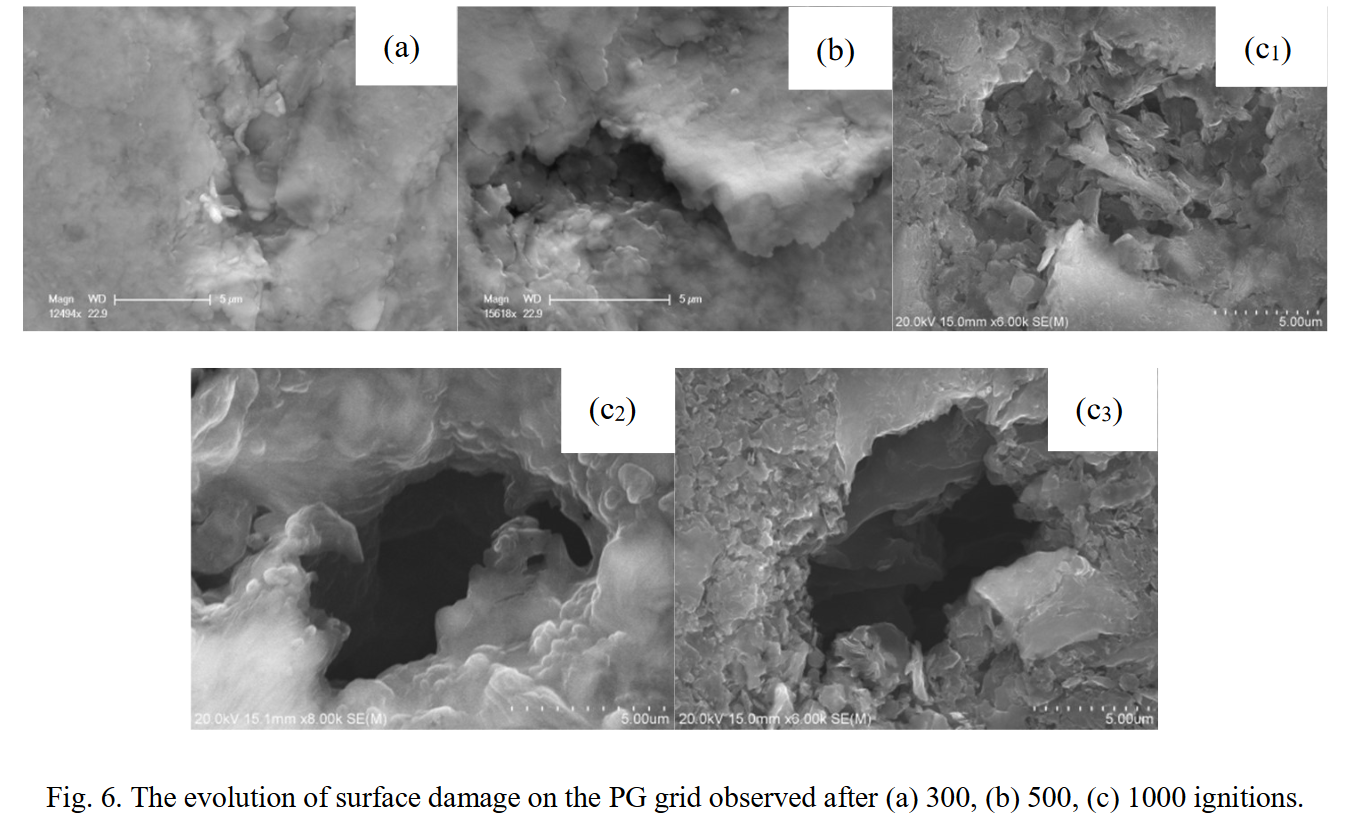 (a)
(b)
(c1)
Magn WD 5 µm
12494x 22.9
Magn WD 5 µm
15618x 22.9
20.0kV 15.0mm x6.00k SE(M) 5.00um
(c2)
(c3)
20.0kV 15.1mm x8.00k SE(M) 5.00um
20.0kV 15.0mm x6.00k SE(M) 5.00um
Fig. 6. The evolution of surface damage on the PG grid observed after (a) 300, (b) 500, (c) 1000 ignitions.